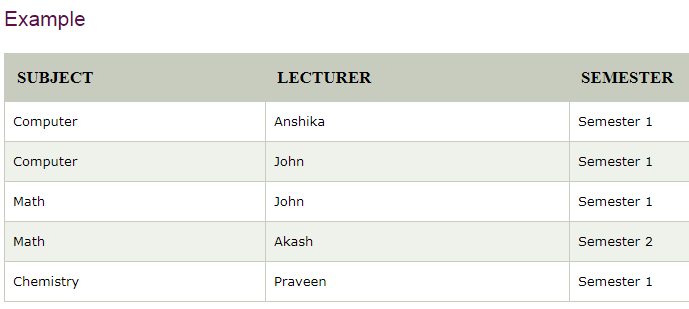 Example
SUBJECT LECTURER SEMESTER
Computer Anshika Semester 1
Computer John Semester 1
Math John Semester 1
Math Akash Semester 2
Chemistry Praveen Semester 1